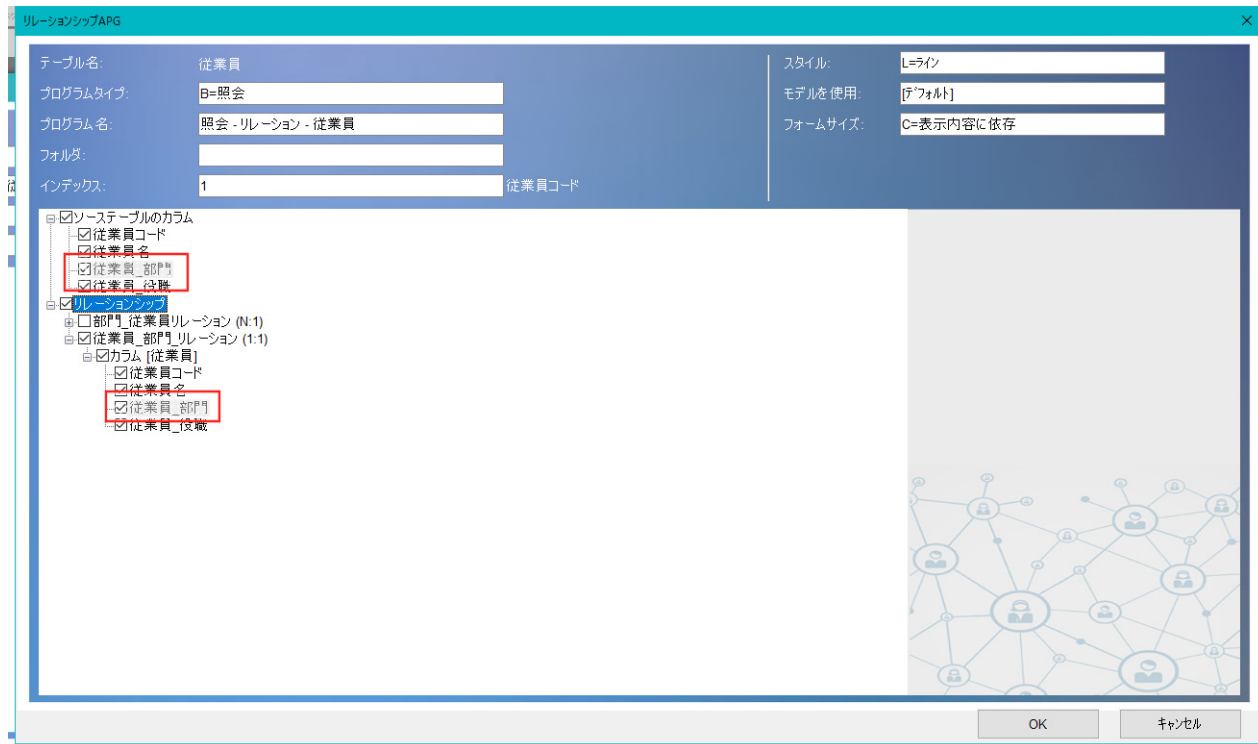 リレーションシップAPG
テーブル名: 従業員
プログラムタイプ: B=照会
プログラム名: 照会 - リレーション - 従業員
フォルダ:
インデックス: 1 従業員コード
スタイル: L=ライン
モデルを使用: [デフォルト]
フォームサイズ: C=表示内容に依存
ソーステーブルのカラム
従業員コード
従業員名
従業員_部門
従業員_役職
リレーションシップ
部門_従業員リレーション (N:1)
従業員_部門_リレーション (1:1)
カラム [従業員]
従業員コード
従業員名
従業員_部門
従業員_役職
OK キャンセル